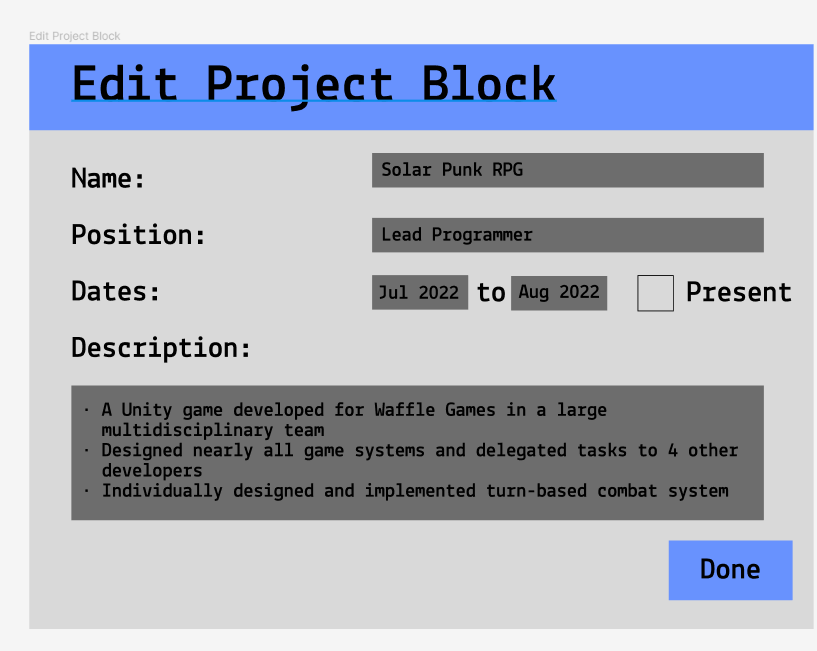 Edit Project Block
Edit Project Block
Name:
Solar Punk RPG
Position:
Lead Programmer
Dates:
Jul 2022 to Aug 2022 Present
Description:
· A Unity game developed for Waffle Games in a large
multidisciplinary team
· Designed nearly all game systems and delegated tasks to 4 other
developers
· Individually designed and implemented turn-based combat system
Done